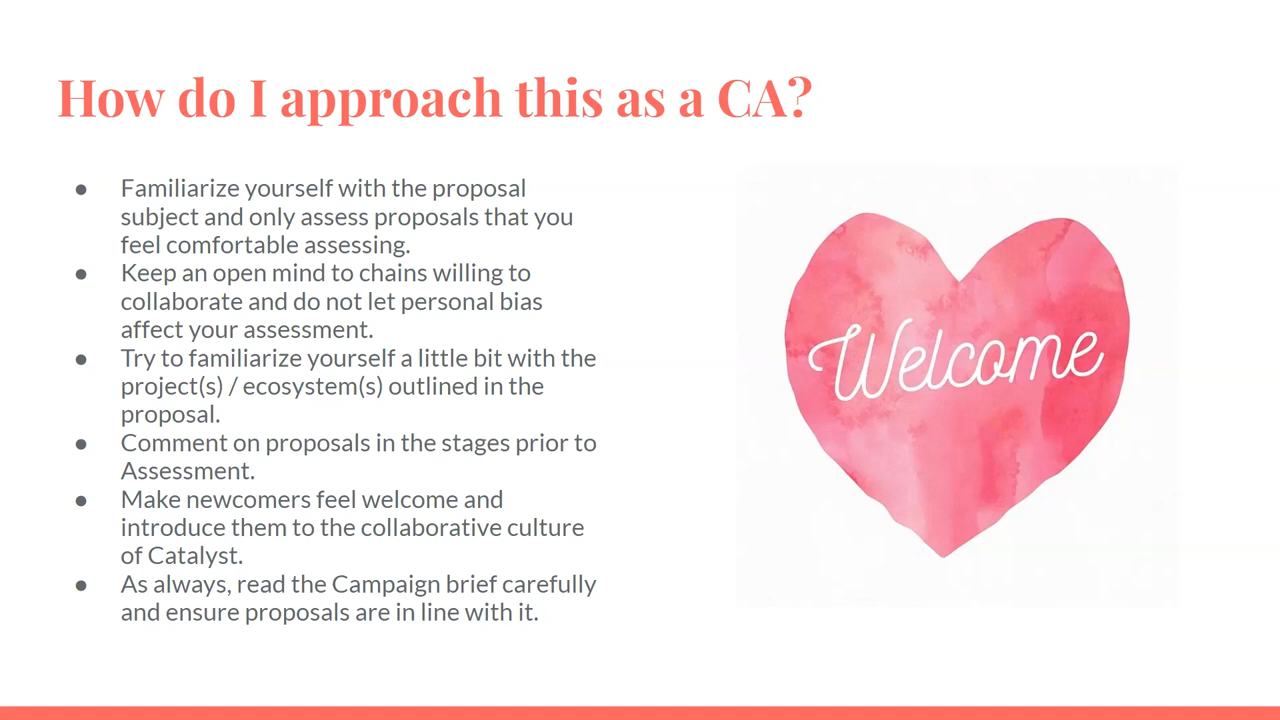 How do I approach this as a CA?
● Familiarize yourself with the proposal
subject and only assess proposals that you
feel comfortable assessing.
● Keep an open mind to chains willing to
collaborate and do not let personal bias
affect your assessment.
● Try to familiarize yourself a little bit with the
project(s) / ecosystem(s) outlined in the
proposal.
● Comment on proposals in the stages prior to
Assessment.
● Make newcomers feel welcome and
introduce them to the collaborative culture
of Catalyst.
● As always, read the Campaign brief carefully
and ensure proposals are in line with it.
Welcome